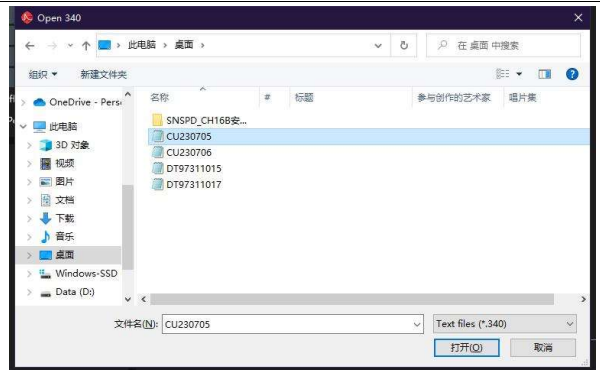 Open 340
此电脑 › 桌面 ›
在 桌面 中搜索
组织 新建文件夹
名称 # 标题 参与创作的艺术家 唱片集
OneDrive - Pers
此电脑
3D 对象
视频
图片
文档
下载
音乐
桌面
Windows-SSD
Data (D:)
SNSPD_CH16B安...
CU230705
CU230706
DT97311015
DT97311017
文件名(N): CU230705
Text files (*.340)
打开(O) 取消